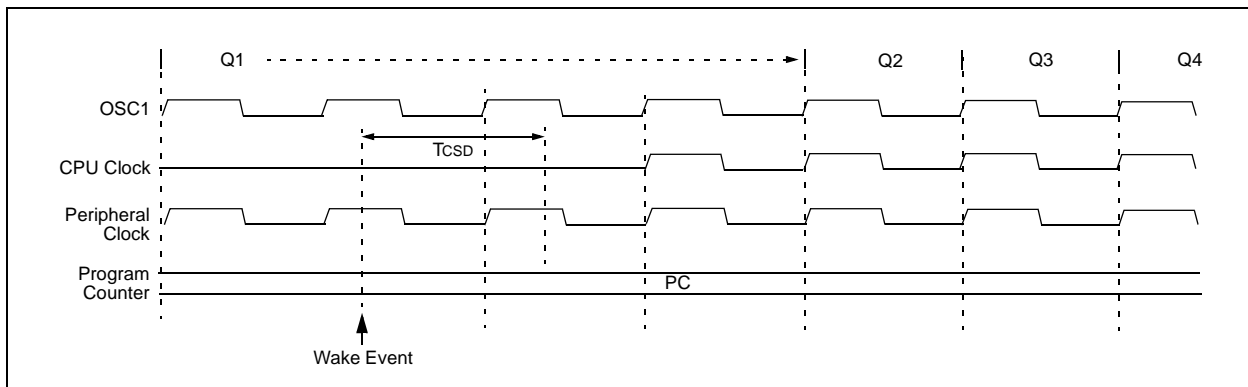 Q1 Q2 Q3 Q4
OSC1
TCSD
CPU Clock
Peripheral
Clock
Program
Counter
PC
Wake Event